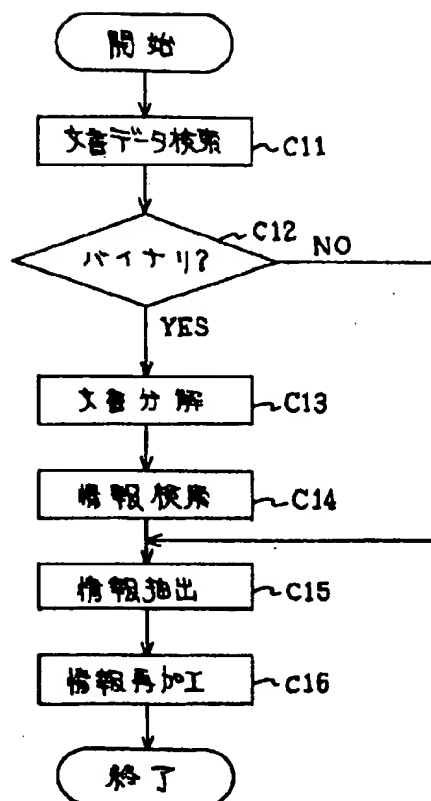 開始
文書データ検索
C11
バイナリ?
C12
NO
YES
文書分解
C13
情報検索
C14
情報抽出
C15
情報再加工
C16
終了